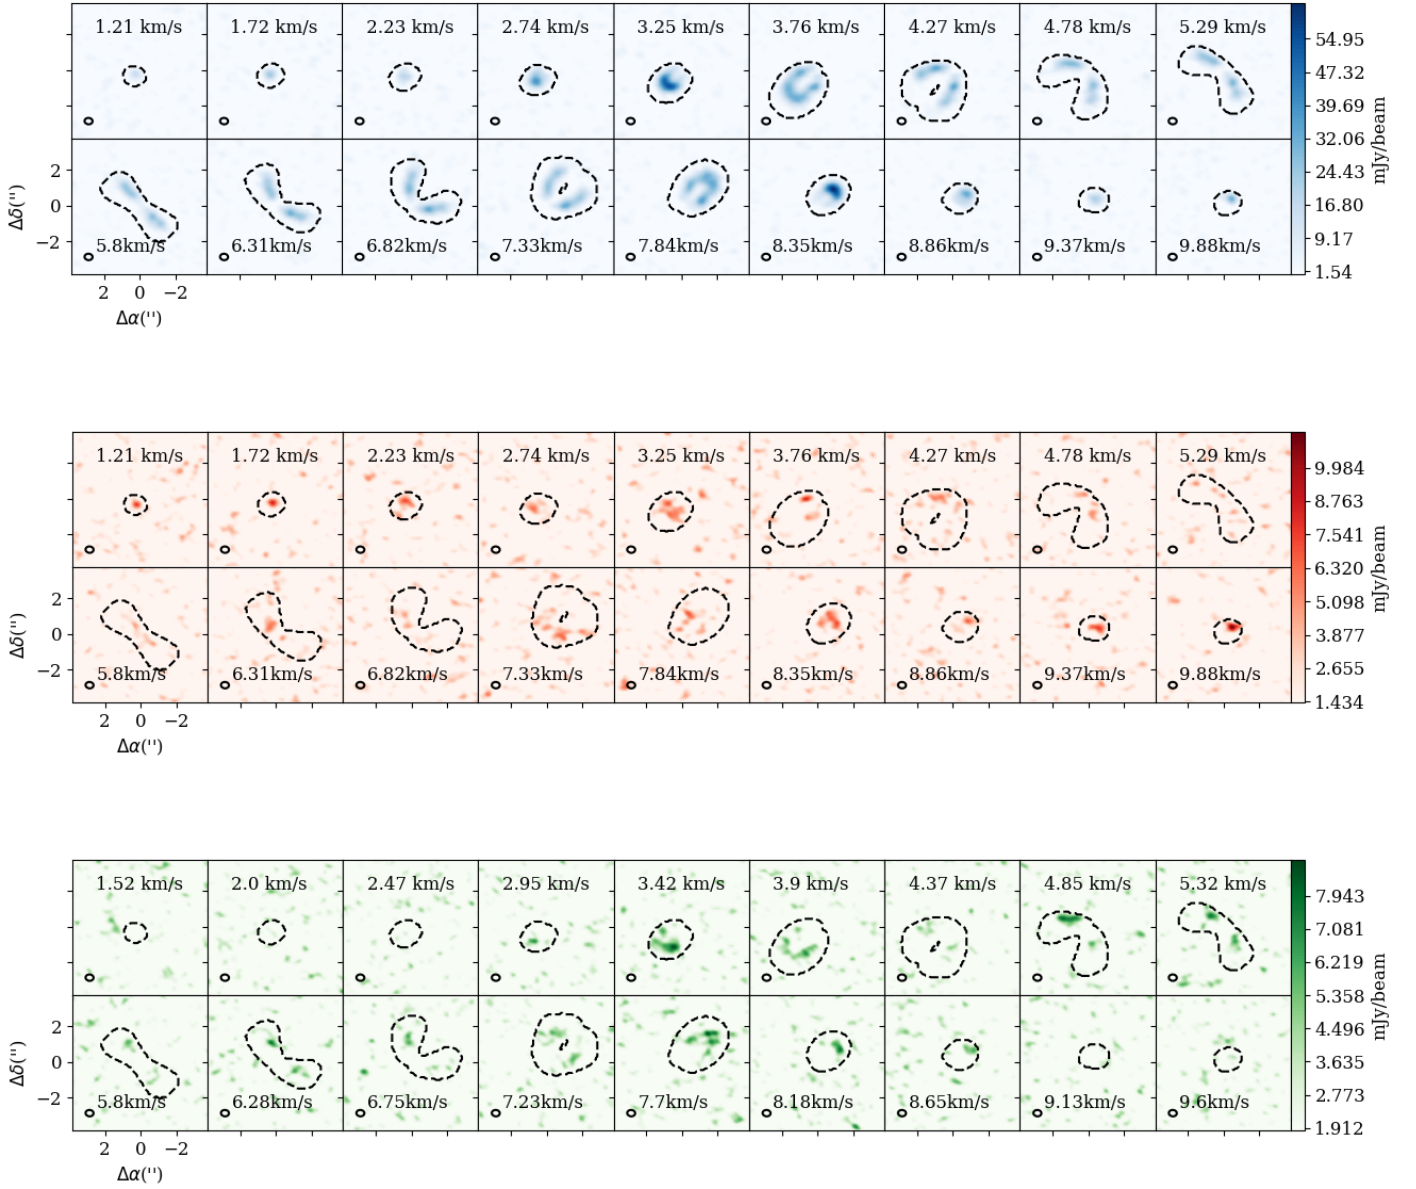 1.21 km/s 1.72 km/s 2.23 km/s 2.74 km/s 3.25 km/s 3.76 km/s 4.27 km/s 4.78 km/s 5.29 km/s
54.95
47.32
39.69
32.06
24.43
16.80
9.17
1.54
mJy/beam
Δδ('')
2
0
−2
5.8km/s 6.31km/s 6.82km/s 7.33km/s 7.84km/s 8.35km/s 8.86km/s 9.37km/s 9.88km/s
2 0 −2
Δα('')
1.21 km/s 1.72 km/s 2.23 km/s 2.74 km/s 3.25 km/s 3.76 km/s 4.27 km/s 4.78 km/s 5.29 km/s
9.984
8.763
7.541
6.320
5.098
3.877
2.655
1.434
mJy/beam
Δδ('')
2
0
−2
5.8km/s 6.31km/s 6.82km/s 7.33km/s 7.84km/s 8.35km/s 8.86km/s 9.37km/s 9.88km/s
2 0 −2
Δα('')
1.52 km/s 2.0 km/s 2.47 km/s 2.95 km/s 3.42 km/s 3.9 km/s 4.37 km/s 4.85 km/s 5.32 km/s
7.943
7.081
6.219
5.358
4.496
3.635
2.773
1.912
mJy/beam
Δδ('')
2
0
−2
5.8km/s 6.28km/s 6.75km/s 7.23km/s 7.7km/s 8.18km/s 8.65km/s 9.13km/s 9.6km/s
2 0 −2
Δα('')